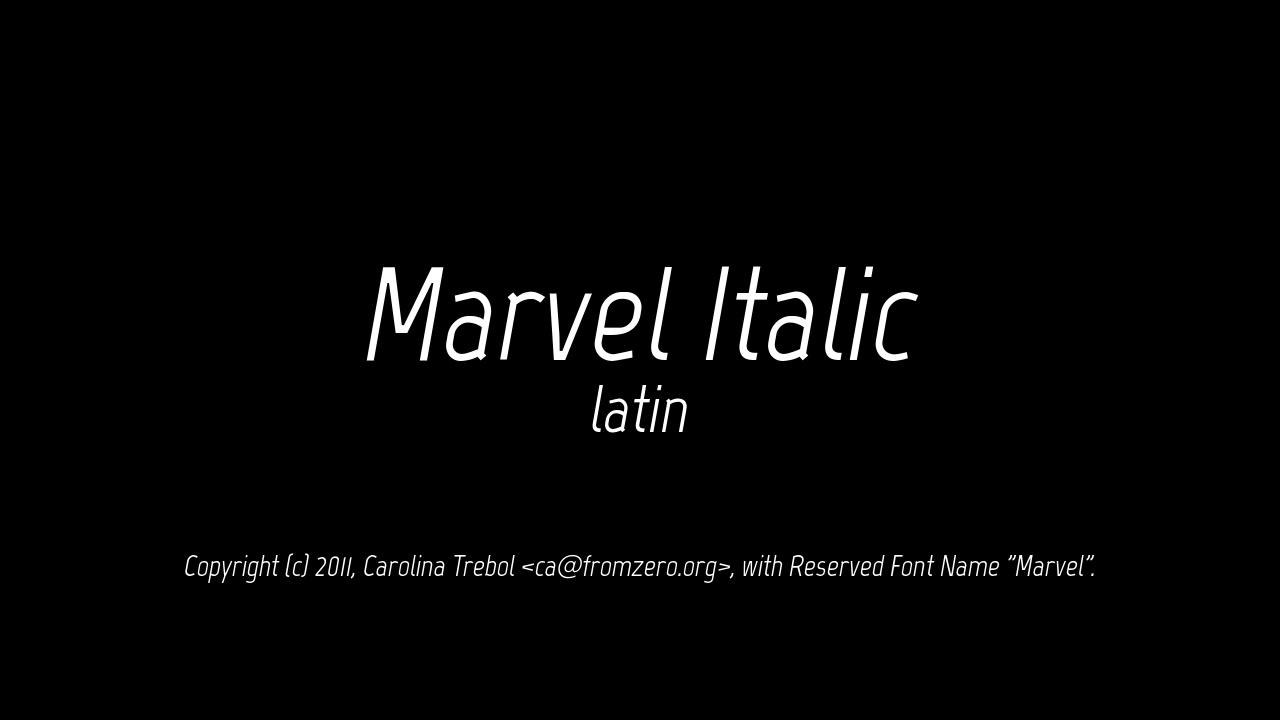 Marvel Italic
latin
Copyright (c) 2011, Carolina Trebol <ca@fromzero.org>, with Reserved Font Name "Marvel".